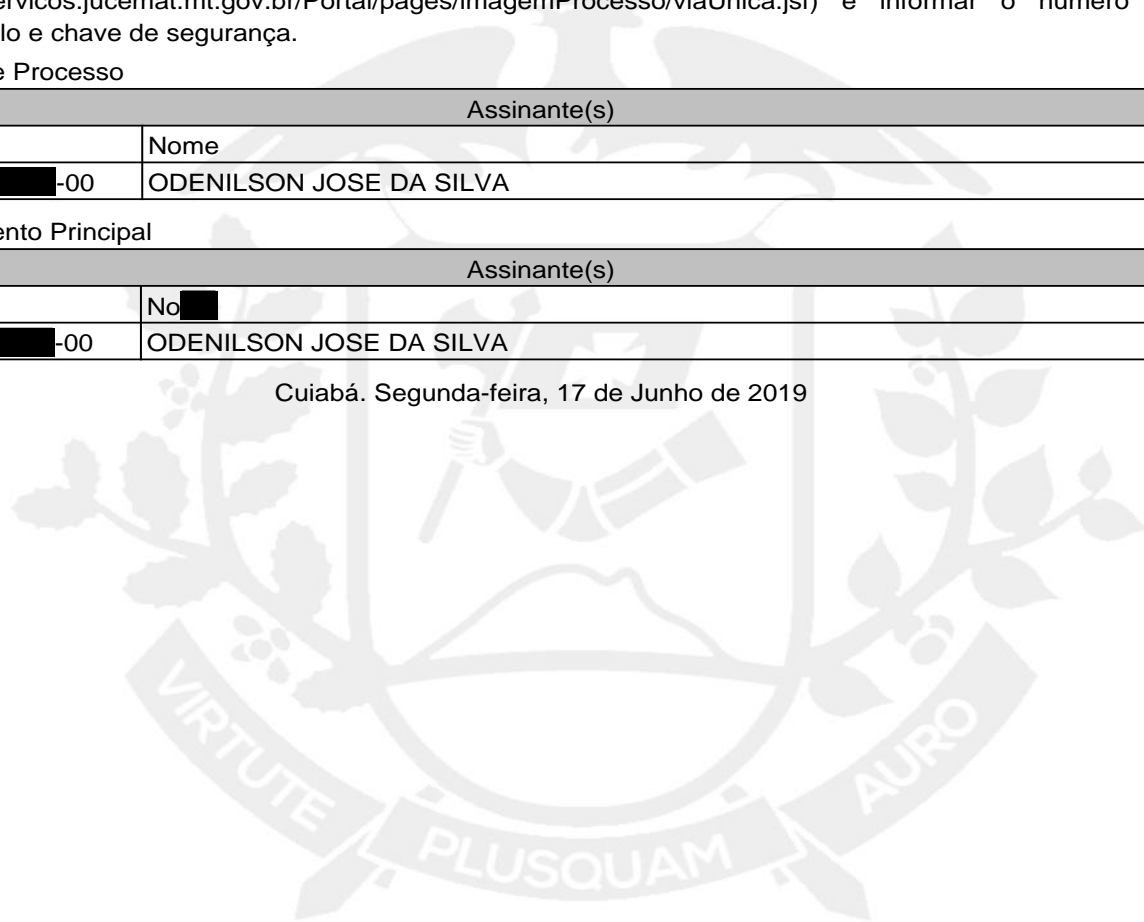 ervicos.jucemat.mt.gov.br/Portal/pages/imagemProcesso/viaUnica.jsf) e informar o número
lo e chave de segurança.
e Processo
Assinante(s)
Nome
-00 ODENILSON JOSE DA SILVA
ento Principal
Assinante(s)
No
-00 ODENILSON JOSE DA SILVA
Cuiabá. Segunda-feira, 17 de Junho de 2019
VIRTUTE PLUSQUAM AURO